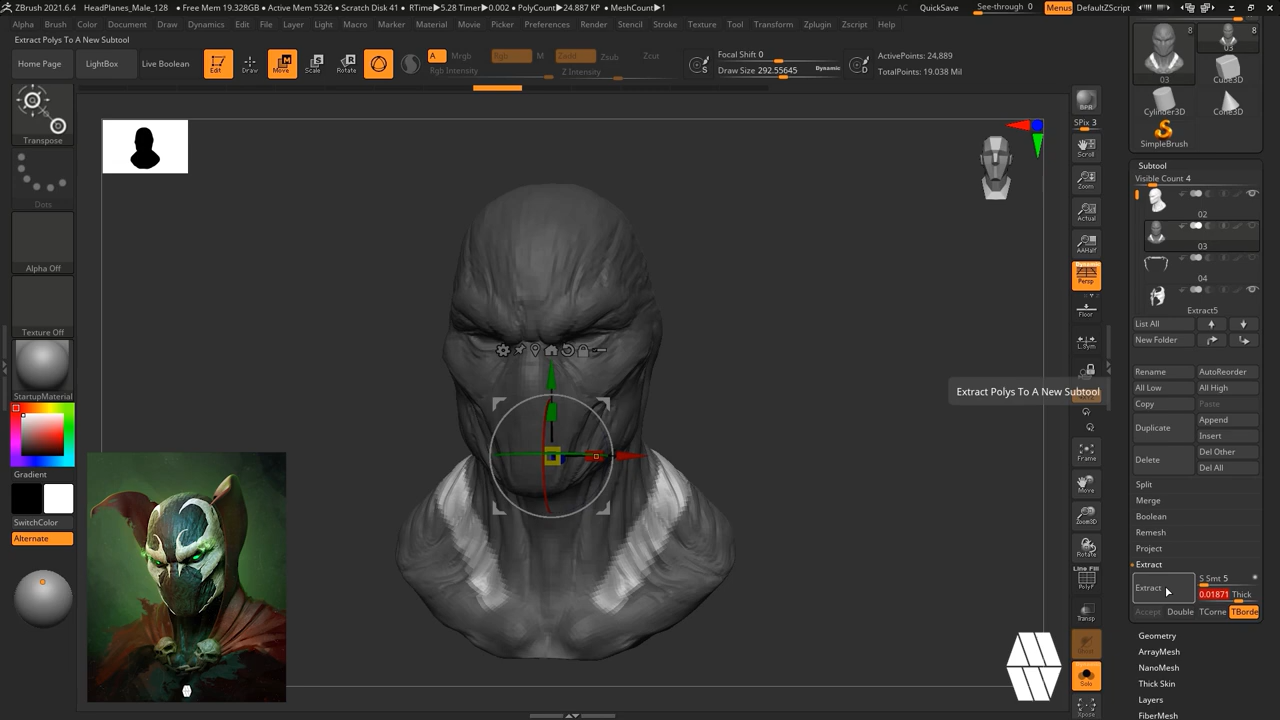 ZBrush 2021.6.4 HeadPlanes_Male_128 • Free Mem 19.328GB • Active Mem 5326 • Scratch Disk 41 • RTime▸5.28 Timer▸0.002 • PolyCount▸24.887 KP • MeshCount▸1 AC QuickSave See-through 0 Menus DefaultZScript
Alpha Brush Color Document Draw Dynamics Edit File Layer Light Macro Marker Material Movie Picker Preferences Render Stencil Stroke Texture Tool Transform Zplugin Zscript Help
Extract Polys To A New Subtool
Home Page LightBox Live Boolean Edit Draw Move Scale Rotate A Mrgb Rgb M Zadd Zsub Zcut
Rgb Intensity Z Intensity
S Focal Shift 0
Draw Size 292.55645 Dynamic D
ActivePoints: 24,889
TotalPoints: 19.038 Mil
Transpose
Dots
Alpha Off
Texture Off
StartupMaterial
Gradient
SwitchColor
Alternate
BPR
SPix 3
Scroll
Zoom
Actual
AAHalf
Dynamic
Persp
Floor
L.Sym
Frame
Move
Zoom3D
Rotate
Line Fill
PolyF
Transp
Solo
Xpose
Extract Polys To A New Subtool
8 8
03 03
Cube3D
Cylinder3D Cone3D
SimpleBrush
Subtool
Visible Count 4
02
03
04
Extract5
List All
New Folder
Rename AutoReorder
All Low All High
Copy Paste
Duplicate Append
Insert
Delete Del Other
Del All
Split
Merge
Boolean
Remesh
Project
Extract
Extract S Smt 5
0.01871 Thick
Accept Double TCorne TBorde
Geometry
ArrayMesh
NanoMesh
Thick Skin
Layers
FiberMesh